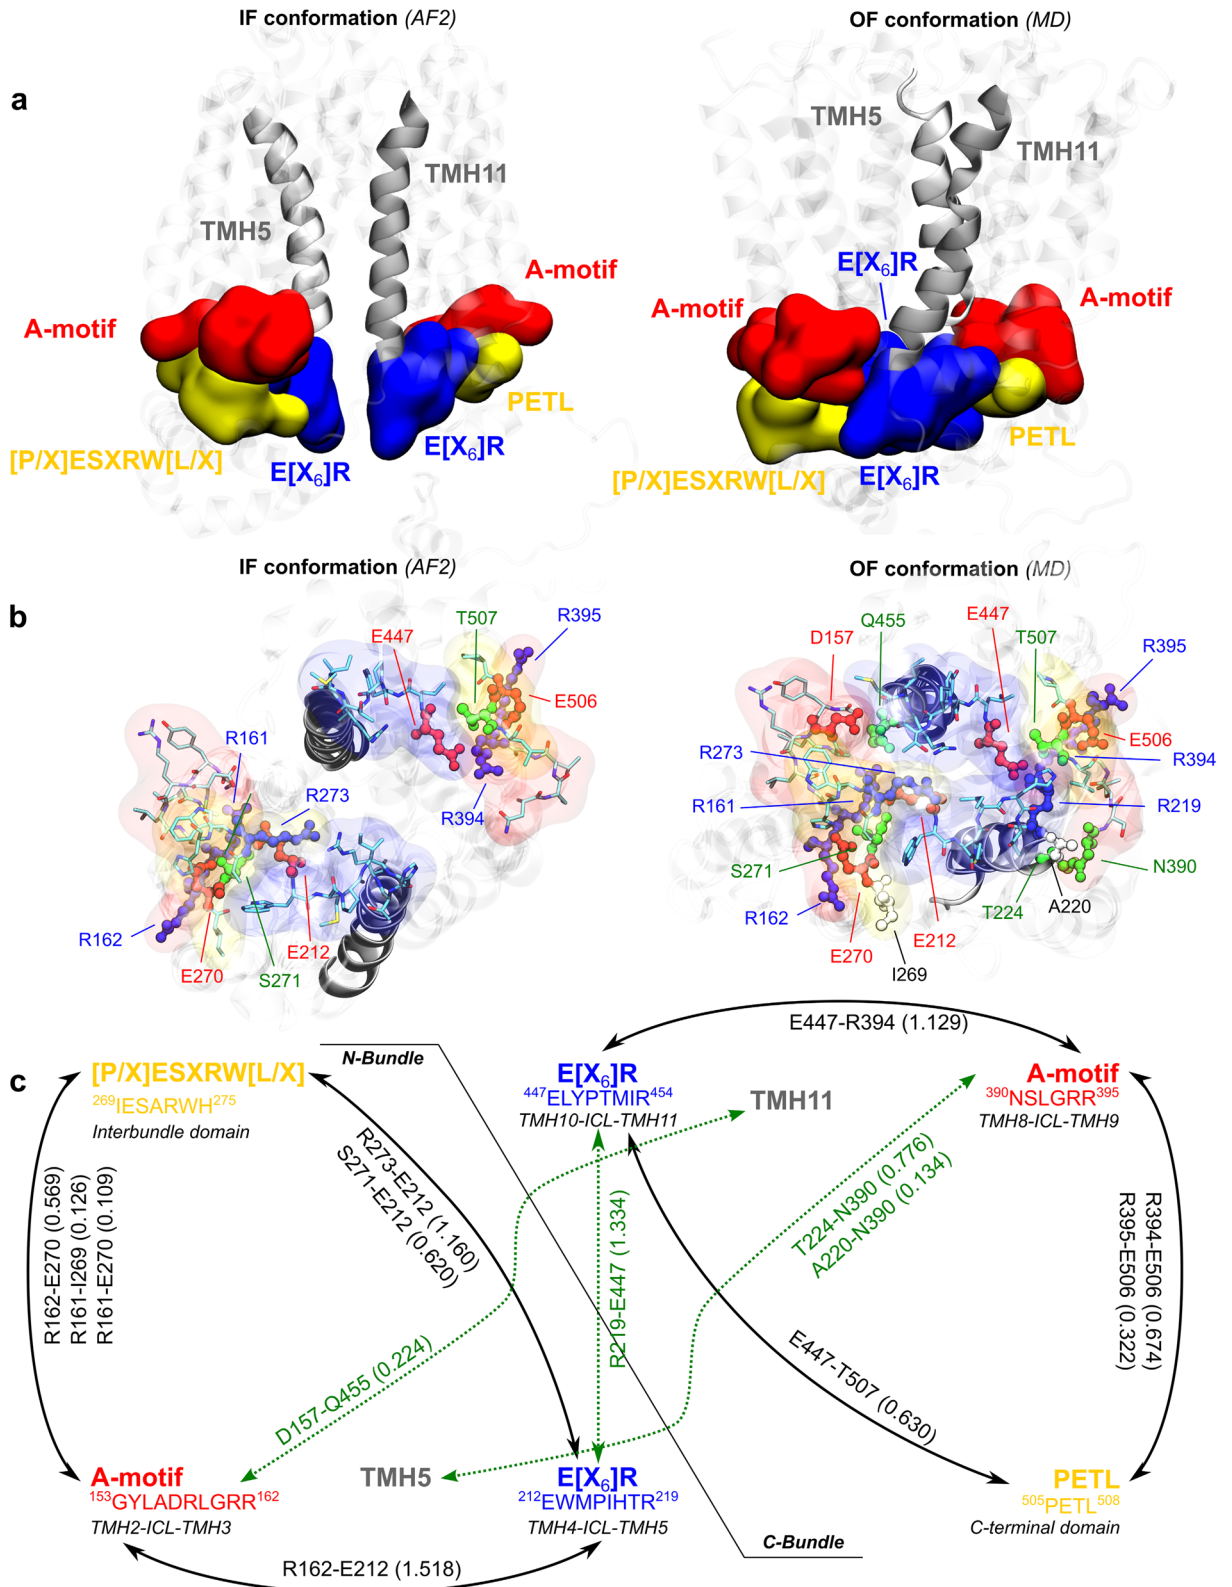 IF conformation (AF2)
OF conformation (MD)
a
TMH5
TMH11
A-motif
A-motif
[P/X]ESXRW[L/X]
E[X6]R
E[X6]R
PETL
TMH5
TMH11
E[X6]R
A-motif
A-motif
PETL
[P/X]ESXRW[L/X]
E[X6]R
IF conformation (AF2)
OF conformation (MD)
b
T507
R395
E447
E506
R161
R273
R394
R162
E270
S271
E212
Q455
E447
D157
T507
R395
R273
E506
R394
R161
R219
S271
N390
R162
T224
A220
E270
E212
I269
c
N-Bundle
E447-R394 (1.129)
[P/X]ESXRW[L/X]
269IESARWH275
Interbundle domain
E[X6]R
447ELYPTMIR454
TMH10-ICL-TMH11
TMH11
A-motif
390NSLGRR395
TMH8-ICL-TMH9
R162-E270 (0.569)
R161-I269 (0.126)
R161-E270 (0.109)
R273-E212 (1.160)
S271-E212 (0.620)
R219-E447 (1.334)
T224-N390 (0.776)
A220-N390 (0.134)
R394-E506 (0.674)
R395-E506 (0.322)
D157-Q455 (0.224)
E447-T507 (0.630)
A-motif
153GYLADRLGRR162
TMH2-ICL-TMH3
TMH5
E[X6]R
212EWMPIHTR219
TMH4-ICL-TMH5
PETL
505PETL508
C-terminal domain
C-Bundle
R162-E212 (1.518)